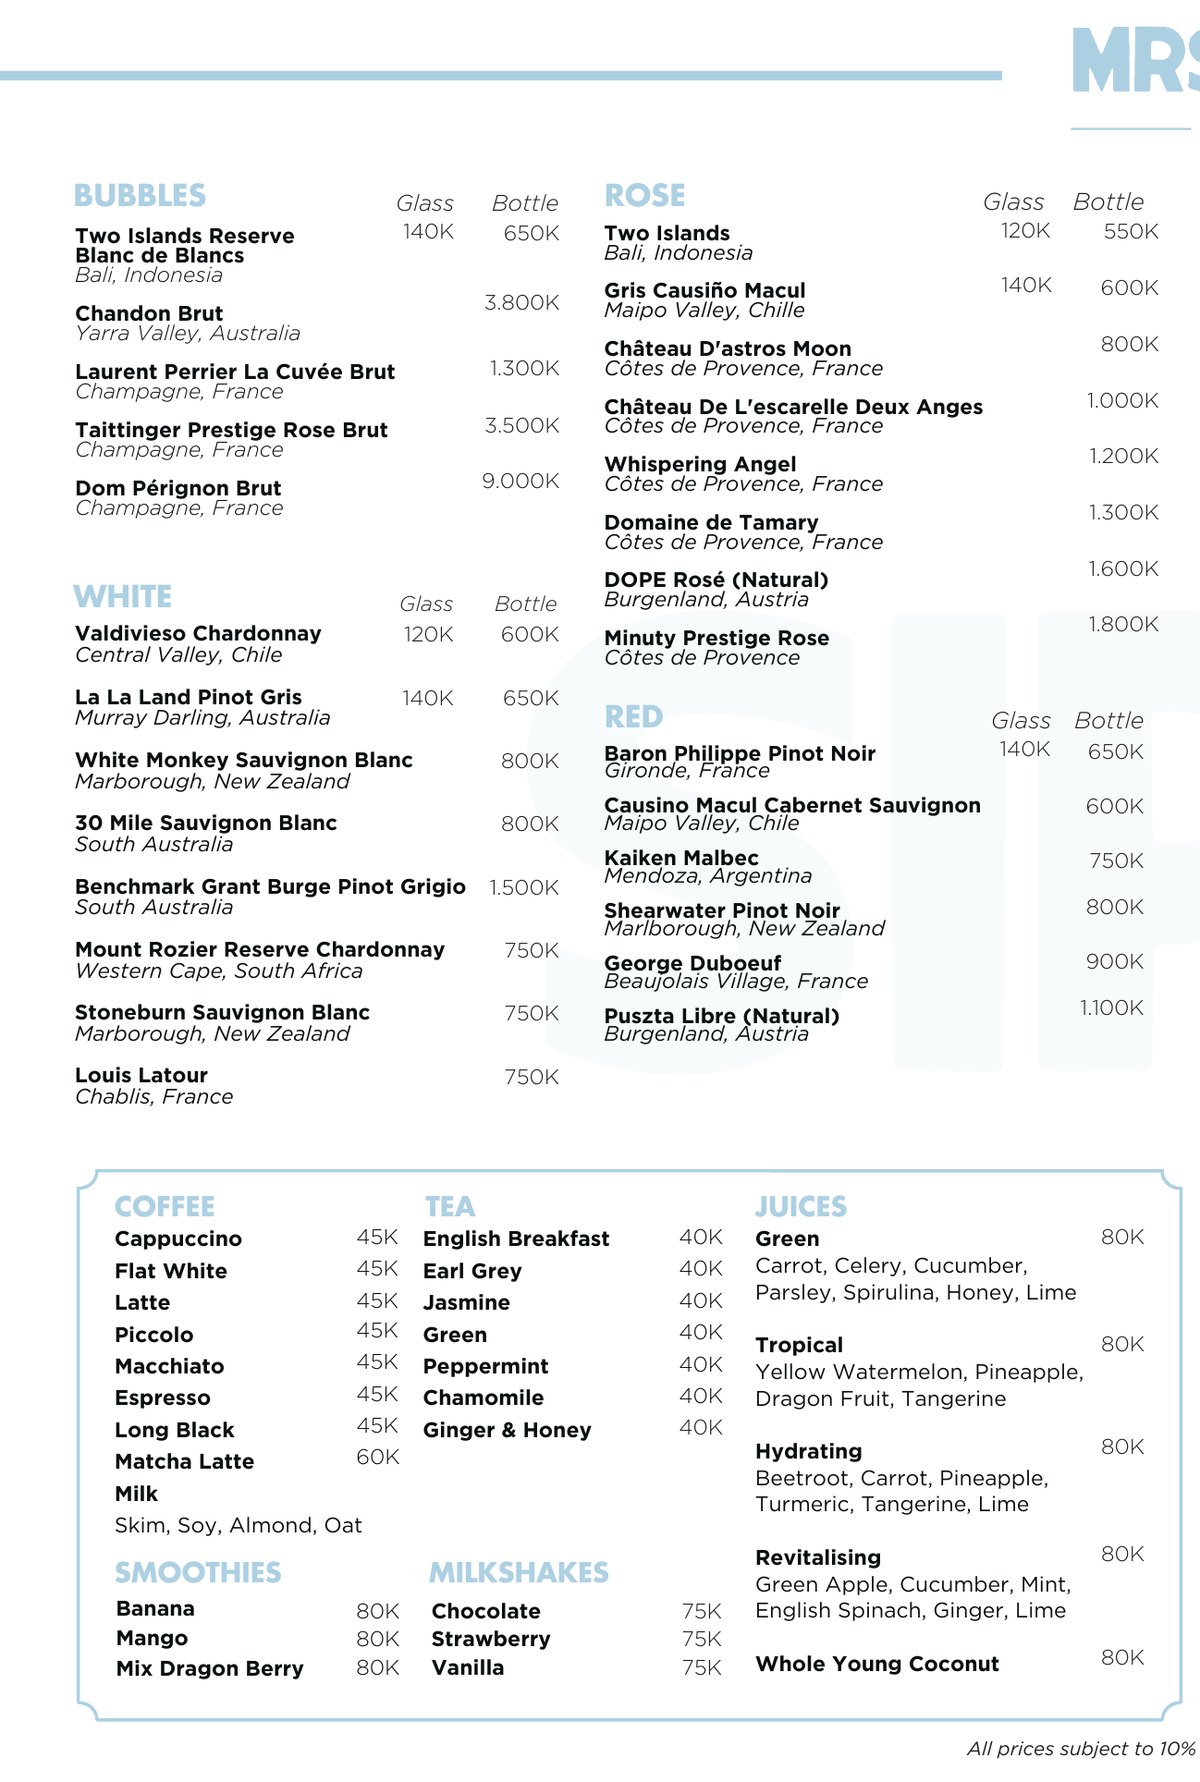 MRS
BUBBLES
Glass Bottle
Two Islands Reserve 140K 650K
Blanc de Blancs
Bali, Indonesia
Chandon Brut 3.800K
Yarra Valley, Australia
Laurent Perrier La Cuvée Brut 1.300K
Champagne, France
Taittinger Prestige Rose Brut 3.500K
Champagne, France
Dom Pérignon Brut 9.000K
Champagne, France
WHITE
Glass Bottle
Valdivieso Chardonnay 120K 600K
Central Valley, Chile
La La Land Pinot Gris 140K 650K
Murray Darling, Australia
White Monkey Sauvignon Blanc 800K
Marborough, New Zealand
30 Mile Sauvignon Blanc 800K
South Australia
Benchmark Grant Burge Pinot Grigio 1.500K
South Australia
Mount Rozier Reserve Chardonnay 750K
Western Cape, South Africa
Stoneburn Sauvignon Blanc 750K
Marborough, New Zealand
Louis Latour 750K
Chablis, France
ROSE
Glass Bottle
Two Islands 120K 550K
Bali, Indonesia
Gris Causiño Macul 140K 600K
Maipo Valley, Chille
Château D'astros Moon 800K
Côtes de Provence, France
Château De L'escarelle Deux Anges 1.000K
Côtes de Provence, France
Whispering Angel 1.200K
Côtes de Provence, France
Domaine de Tamary 1.300K
Côtes de Provence, France
DOPE Rosé (Natural) 1.600K
Burgenland, Austria
Minuty Prestige Rose 1.800K
Côtes de Provence
RED
Glass Bottle
Baron Philippe Pinot Noir 140K 650K
Gironde, France
Causino Macul Cabernet Sauvignon 600K
Maipo Valley, Chile
Kaiken Malbec 750K
Mendoza, Argentina
Shearwater Pinot Noir 800K
Marlborough, New Zealand
George Duboeuf 900K
Beaujolais Village, France
Puszta Libre (Natural) 1.100K
Burgenland, Austria
SIP
COFFEE
Cappuccino 45K
Flat White 45K
Latte 45K
Piccolo 45K
Macchiato 45K
Espresso 45K
Long Black 45K
Matcha Latte 60K
Milk
Skim, Soy, Almond, Oat
TEA
English Breakfast 40K
Earl Grey 40K
Jasmine 40K
Green 40K
Peppermint 40K
Chamomile 40K
Ginger & Honey 40K
SMOOTHIES
Banana 80K
Mango 80K
Mix Dragon Berry 80K
MILKSHAKES
Chocolate 75K
Strawberry 75K
Vanilla 75K
JUICES
Green 80K
Carrot, Celery, Cucumber,
Parsley, Spirulina, Honey, Lime
Tropical 80K
Yellow Watermelon, Pineapple,
Dragon Fruit, Tangerine
Hydrating 80K
Beetroot, Carrot, Pineapple,
Turmeric, Tangerine, Lime
Revitalising 80K
Green Apple, Cucumber, Mint,
English Spinach, Ginger, Lime
Whole Young Coconut 80K
All prices subject to 10%